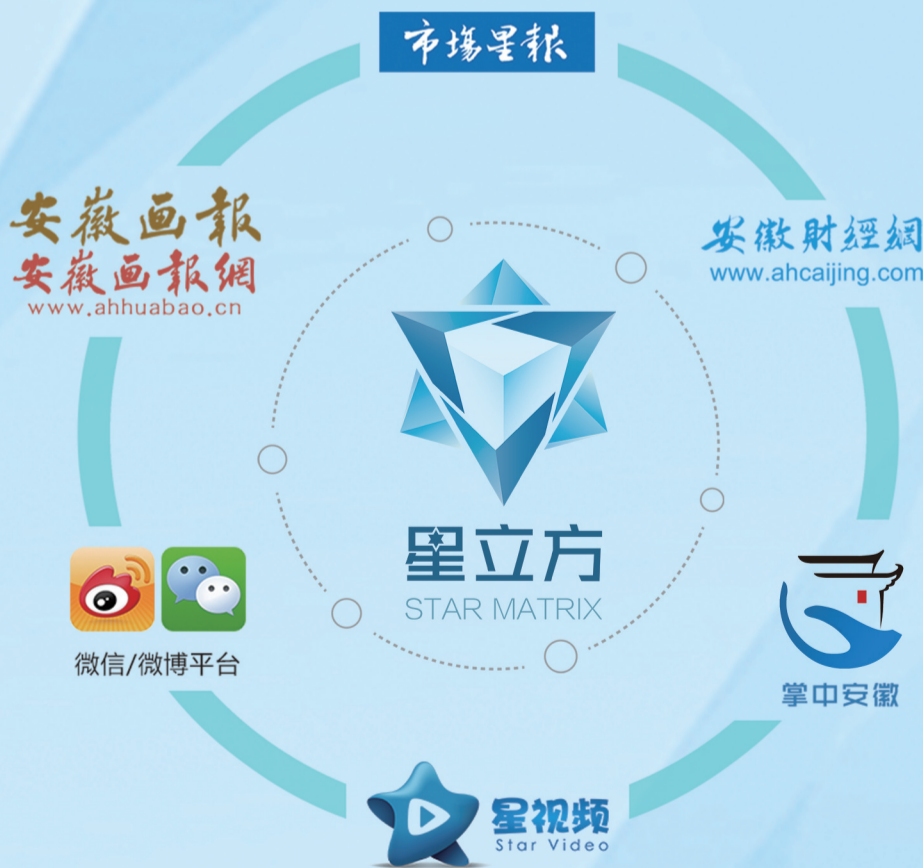 市場星報
安徽画報
安徽画報網
www.ahhuabao.cn
安徽財經網
www.ahcaijing.com
星立方
STAR MATRIX
微信/微博平台
掌中安徽
星视频
Star Video